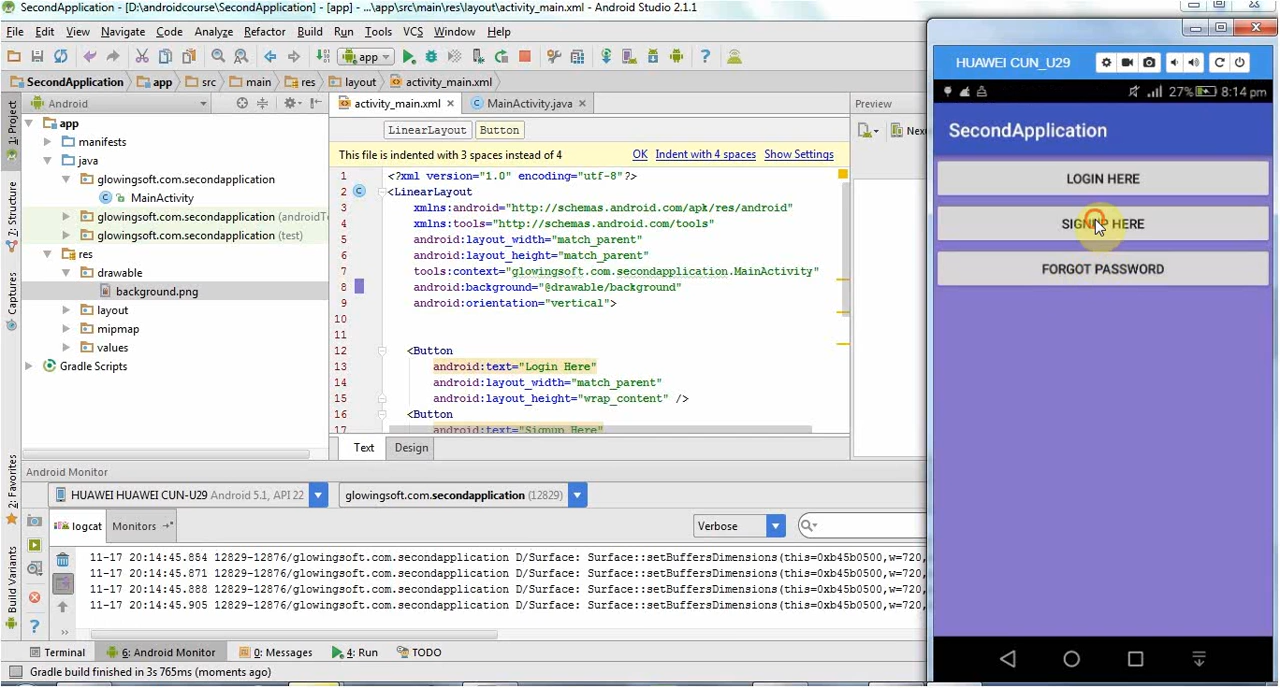 SecondApplication - [D:\androidcourse\SecondApplication] - [app] - ...\app\src\main\res\layout\activity_main.xml - Android Studio 2.1.1
File Edit View Navigate Code Analyze Refactor Build Run Tools VCS Window Help
app
SecondApplication app src main res layout activity_main.xml
1: Project
Z: Structure
Captures
2: Favorites
Build Variants
Android
app
manifests
java
glowingsoft.com.secondapplication
MainActivity
glowingsoft.com.secondapplication (androidTe
glowingsoft.com.secondapplication (test)
res
drawable
background.png
layout
mipmap
values
Gradle Scripts
activity_main.xml MainActivity.java
LinearLayout Button
This file is indented with 3 spaces instead of 4 OK Indent with 4 spaces Show Settings
1 <?xml version="1.0" encoding="utf-8"?>
2 <LinearLayout
3 xmlns:android="http://schemas.android.com/apk/res/android"
4 xmlns:tools="http://schemas.android.com/tools"
5 android:layout_width="match_parent"
6 android:layout_height="match_parent"
7 tools:context="glowingsoft.com.secondapplication.MainActivity"
8 android:background="@drawable/background"
9 android:orientation="vertical">
10
11
12 <Button
13 android:text="Login Here"
14 android:layout_width="match_parent"
15 android:layout_height="wrap_content" />
16 <Button
17 android:text="Signup Here"
Text Design
Preview
Nex
Android Monitor
HUAWEI HUAWEI CUN-U29 Android 5.1, API 22 glowingsoft.com.secondapplication (12829)
logcat Monitors Verbose
11-17 20:14:45.854 12829-12876/glowingsoft.com.secondapplication D/Surface: Surface::setBuffersDimensions(this=0xb45b0500,w=720,
11-17 20:14:45.871 12829-12876/glowingsoft.com.secondapplication D/Surface: Surface::setBuffersDimensions(this=0xb45b0500,w=720,
11-17 20:14:45.888 12829-12876/glowingsoft.com.secondapplication D/Surface: Surface::setBuffersDimensions(this=0xb45b0500,w=720,
11-17 20:14:45.905 12829-12876/glowingsoft.com.secondapplication D/Surface: Surface::setBuffersDimensions(this=0xb45b0500,w=720,
Terminal 6: Android Monitor 0: Messages 4: Run TODO
Gradle build finished in 3s 765ms (moments ago)
HUAWEI CUN_U29
27% 8:14 pm
SecondApplication
LOGIN HERE
SIGNUP HERE
FORGOT PASSWORD